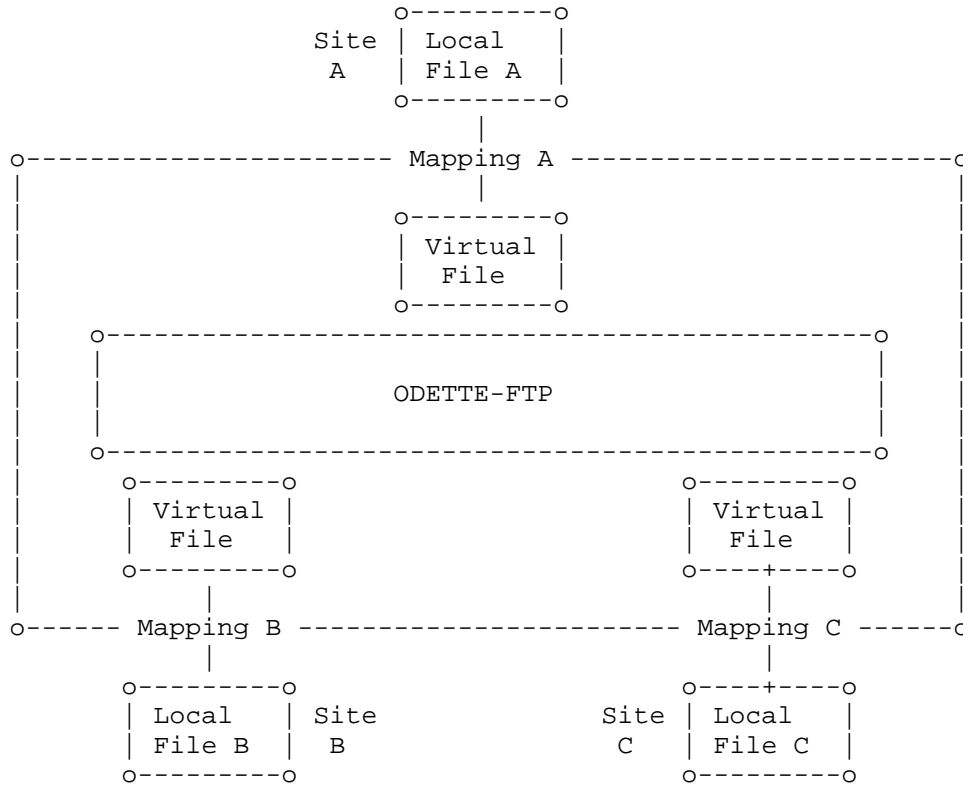 Site Local
A File A
Mapping A
Virtual
File
ODETTE-FTP
Virtual Virtual
File File
Mapping B Mapping C
Local Site Site Local
File B B C File C